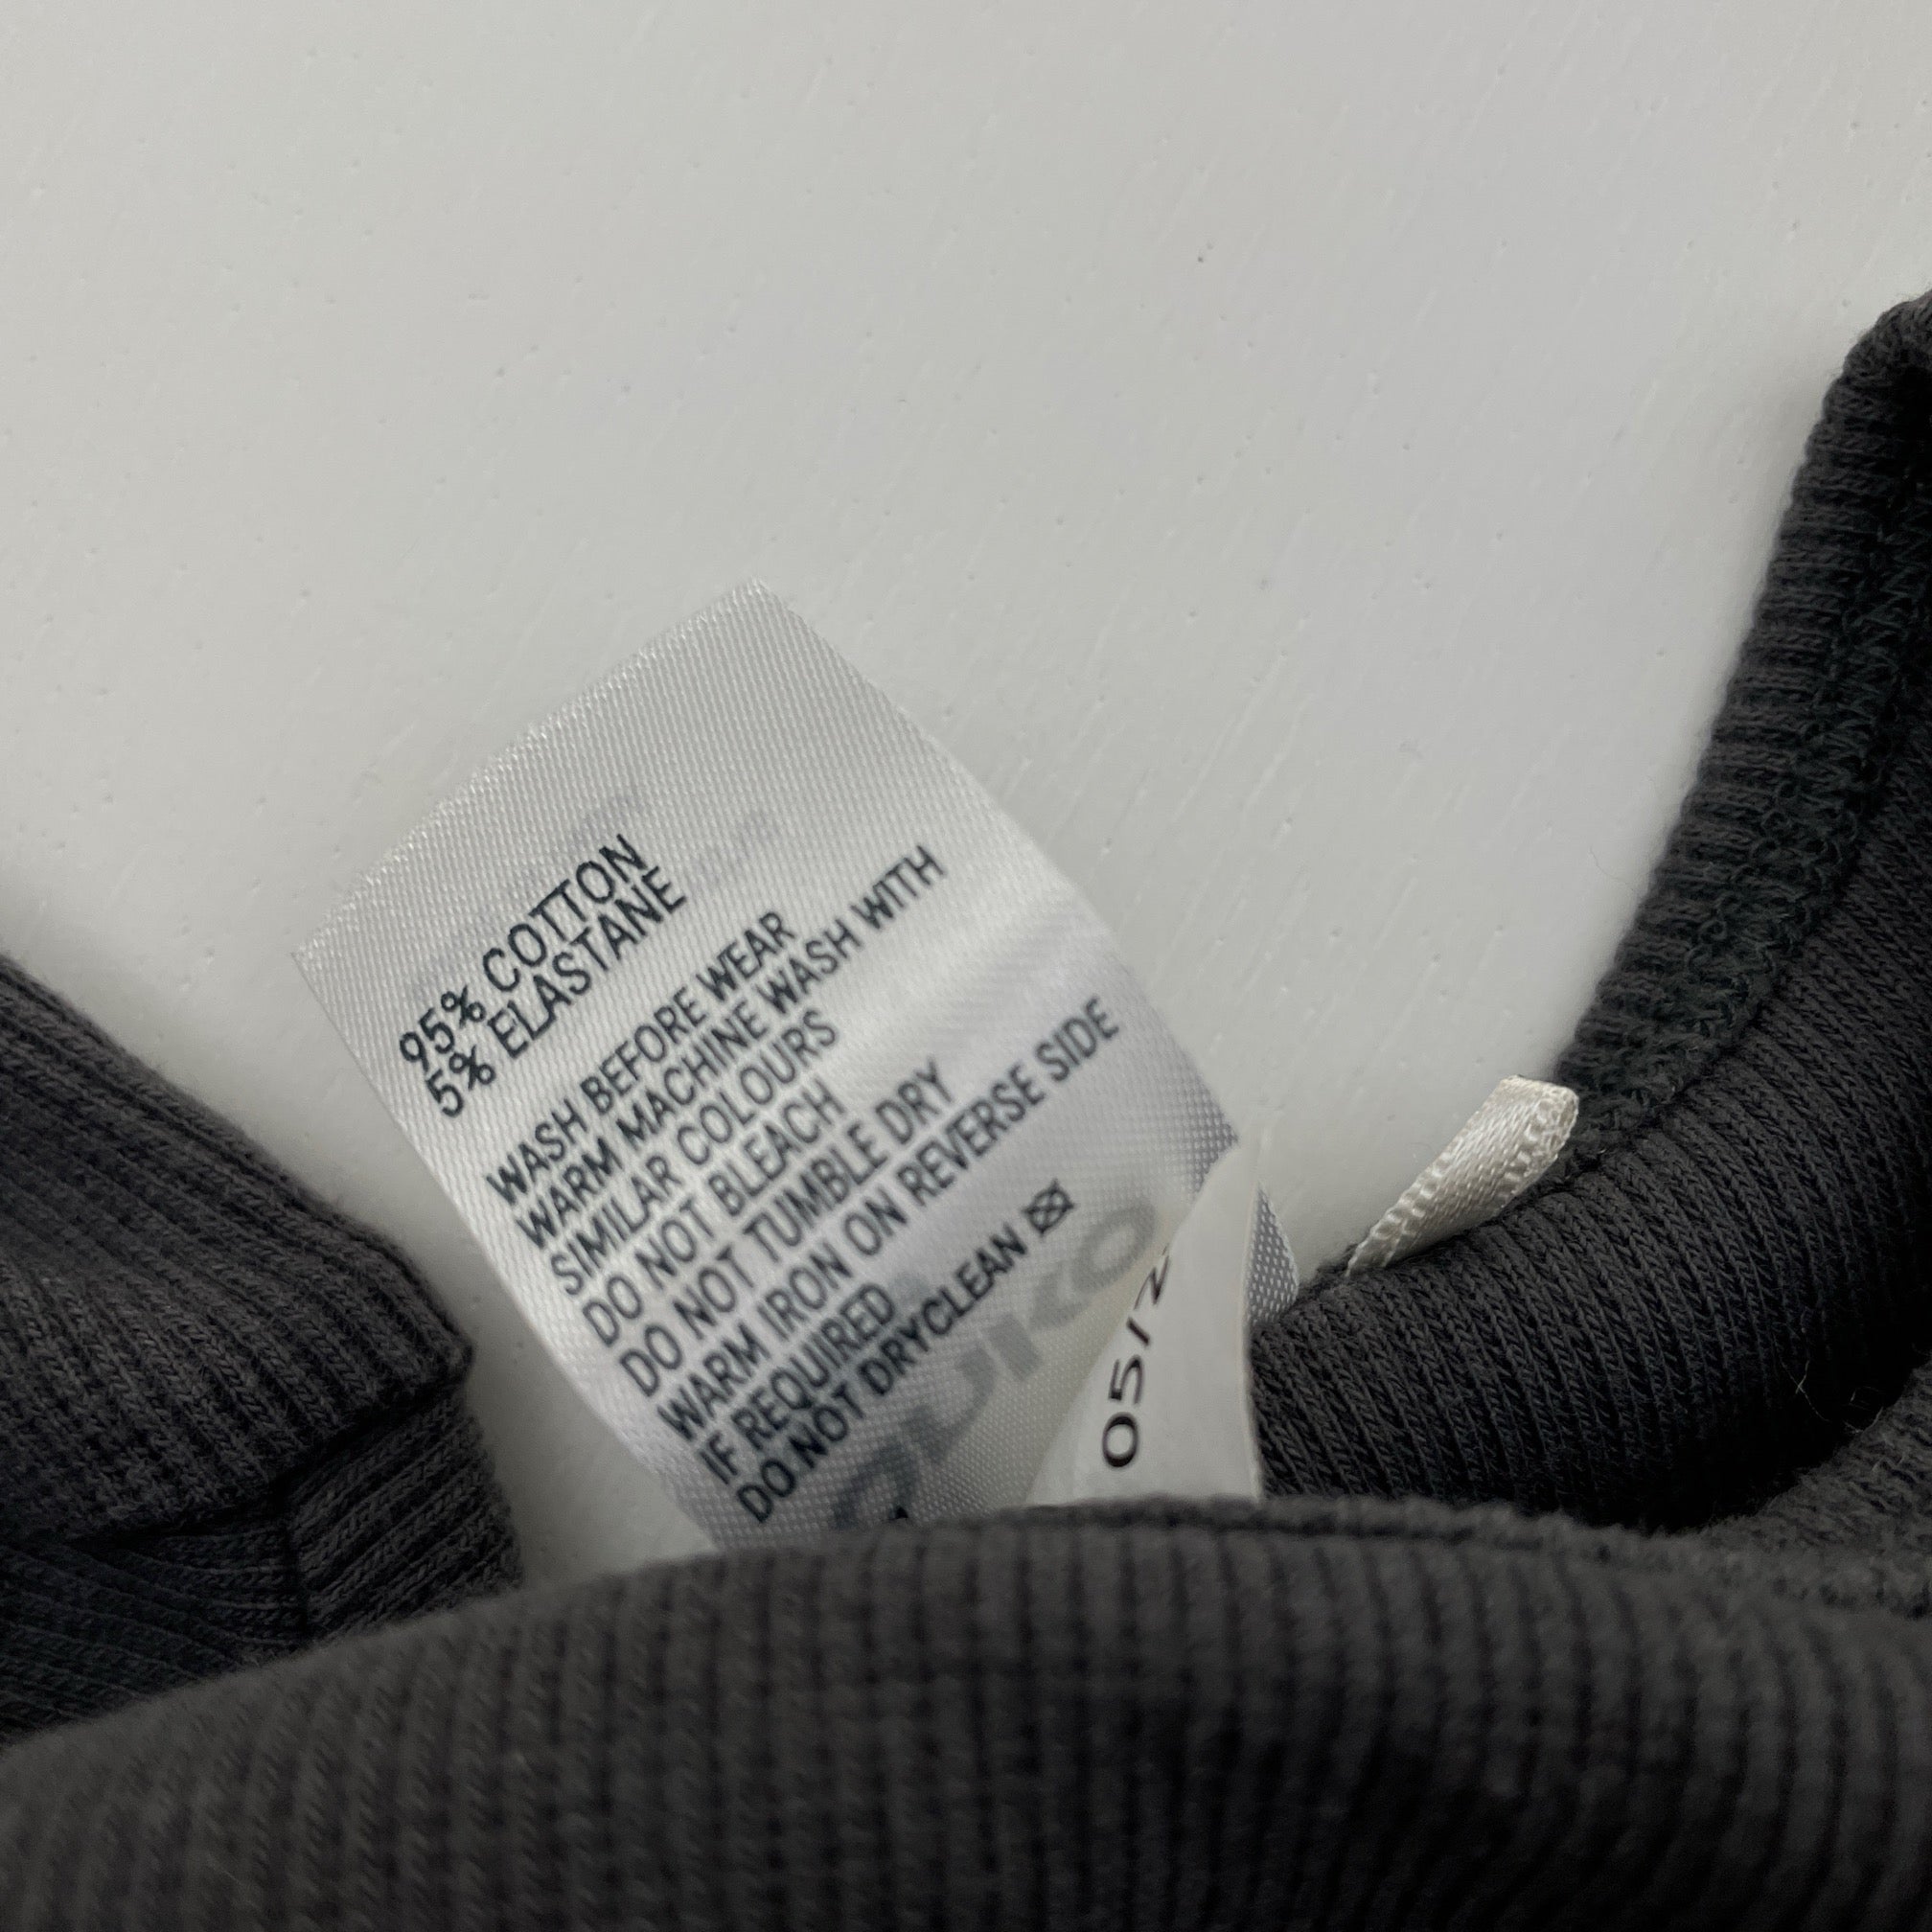 95% COTTON
5% ELASTANE
WASH BEFORE WEAR
WARM MACHINE WASH WITH
SIMILAR COLOURS
DO NOT BLEACH
DO NOT TUMBLE DRY
WARM IRON ON REVERSE SIDE
IF REQUIRED
DO NOT DRYCLEAN